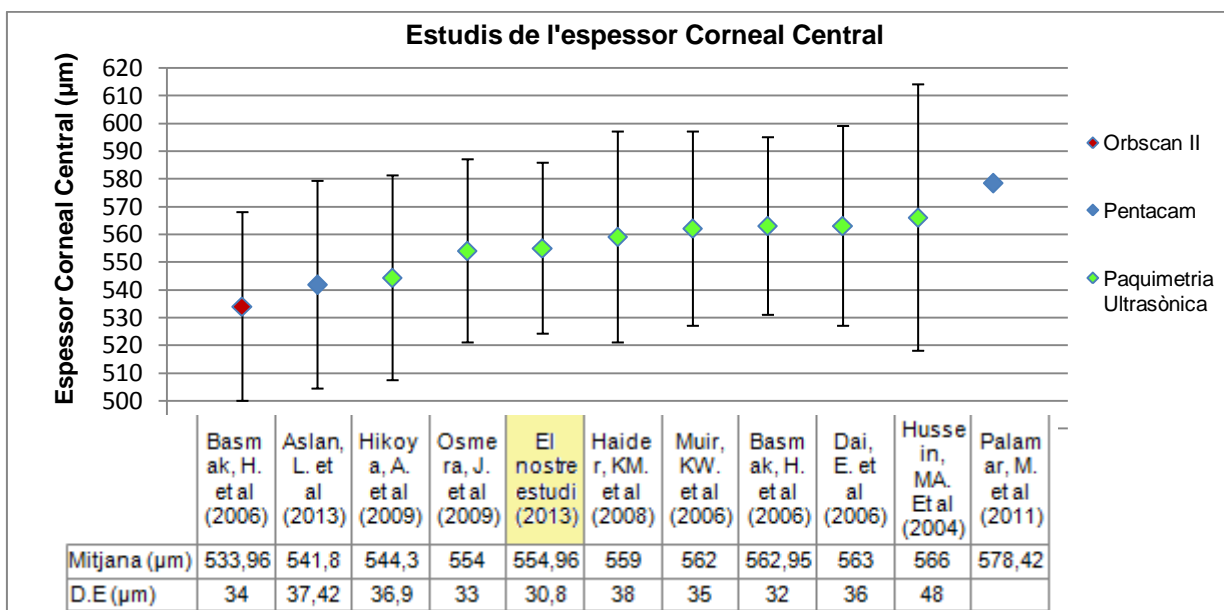 Estudis de l'espessor Corneal Central
Espessor Corneal Central (µm)
620
610
600
590
580
570
560
550
540
530
520
510
500
Orbscan II
Pentacam
Paquimetria
Ultrasònica
Basm
ak, H.
et al
(2006)
Aslan,
L. et
al
(2013)
Hikoy
a, A.
et al
(2009)
Osme
ra, J.
et al
(2009)
El
nostre
estudi
(2013)
Haide
r, KM.
et al
(2008)
Muir,
KW.
et al
(2006)
Basm
ak, H.
et al
(2006)
Dai,
E. et
al
(2006)
Husse
in,
MA.
Et al
(2004)
Palam
ar, M.
et al
(2011)
Mitjana (µm) 533,96 541,8 544,3 554 554,96 559 562 562,95 563 566 578,42
D.E (µm) 34 37,42 36,9 33 30,8 38 35 32 36 48